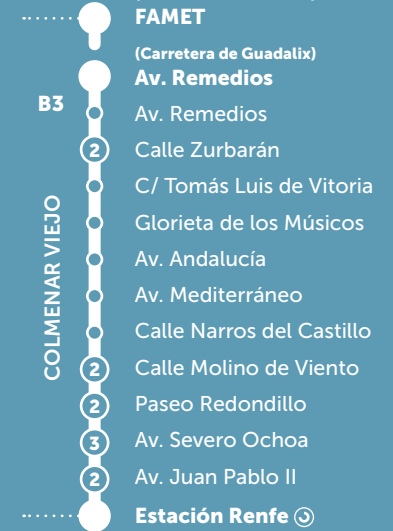 FAMET
(Carretera de Guadalix)
Av. Remedios
B3
Av. Remedios
2 Calle Zurbarán
C/ Tomás Luis de Vitoria
Glorieta de los Músicos
Av. Andalucía
Av. Mediterráneo
Calle Narros del Castillo
2 Calle Molino de Viento
2 Paseo Redondillo
3 Av. Severo Ochoa
2 Av. Juan Pablo II
Estación Renfe
COLMENAR VIEJO